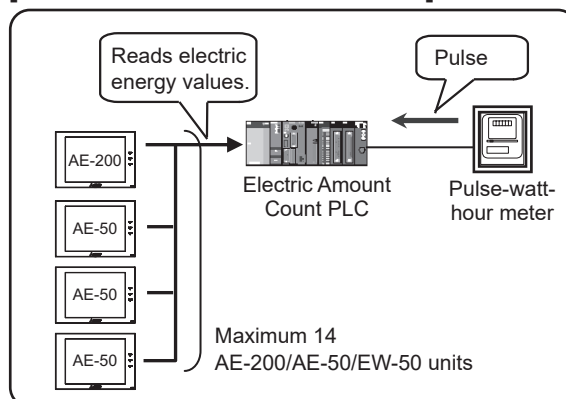 Reads electric
energy values.
Pulse
AE-200
AE-50
AE-50
AE-50
Electric Amount
Count PLC
Pulse-watt-
hour meter
Maximum 14
AE-200/AE-50/EW-50 units